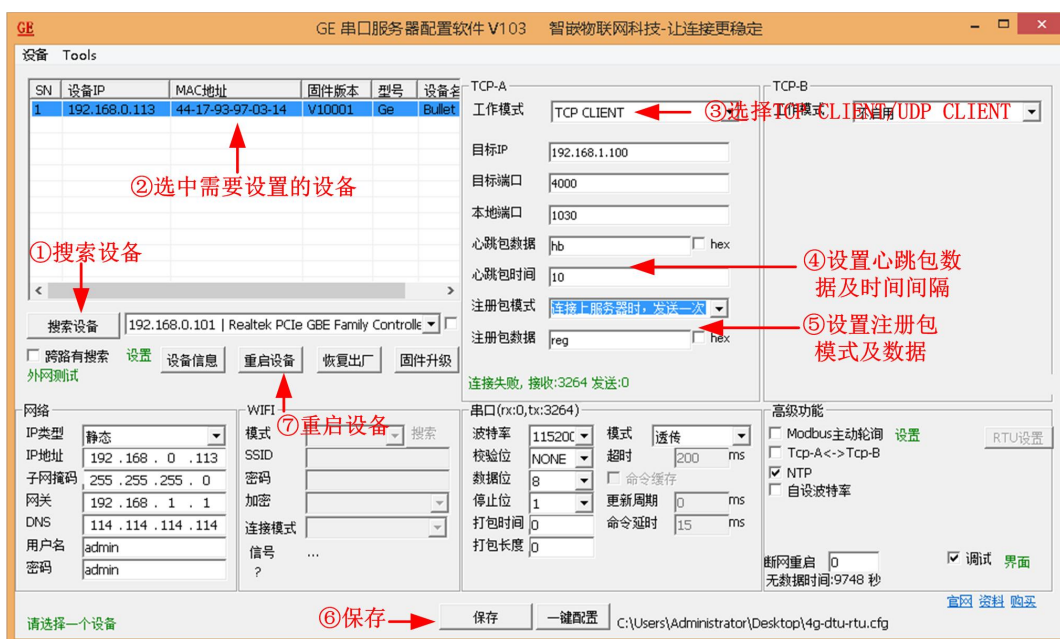 GE
GE 串口服务器配置软件 V103 智嵌物联网科技-让连接更稳定
设备 Tools
SN 设备IP MAC地址 固件版本 型号 设备名
1 192.168.0.113 44-17-93-97-03-14 V10001 Ge Bullet
②选中需要设置的设备
①搜索设备
搜索设备 192.168.0.101 | Realtek PCIe GBE Family Controlle
跨路有搜索 设置 设备信息 重启设备 恢复出厂 固件升级
外网测试
⑦重启设备
TCP-A
工作模式 TCP CLIENT
③选择TCP CLIENT/UDP CLIENT
目标IP 192.168.1.100
目标端口 4000
本地端口 1030
心跳包数据 hb hex
心跳包时间 10
④设置心跳包数
据及时间间隔
注册包模式 连接上服务器时，发送一次
注册包数据 reg hex
⑤设置注册包
模式及数据
连接失败, 接收:3264 发送:0
TCP-B
工作模式 不启用
网络
IP类型 静态
IP地址 192 .168 . 0 .113
子网掩码 255 .255 .255 . 0
网关 192 .168 . 1 . 1
DNS 114 .114 .114 .114
用户名 admin
密码 admin
WIFI
模式 搜索
SSID
密码
加密
连接模式
信号 ...
?
串口(rx:0,tx:3264)
波特率 11520C 模式 透传
校验位 NONE 超时 200 ms
数据位 8 命令缓存
停止位 1 更新周期 0 ms
打包时间 0 命令延时 15 ms
打包长度 0
高级功能
Modbus主动轮询 设置 RTU设置
Tcp-A<->Tcp-B
NTP
自设波特率
断网重启 0 调试 界面
无数据时间:9748 秒
官网 资料 购买
请选择一个设备
⑥保存
保存 一键配置 C:\Users\Administrator\Desktop\4g-dtu-rtu.cfg